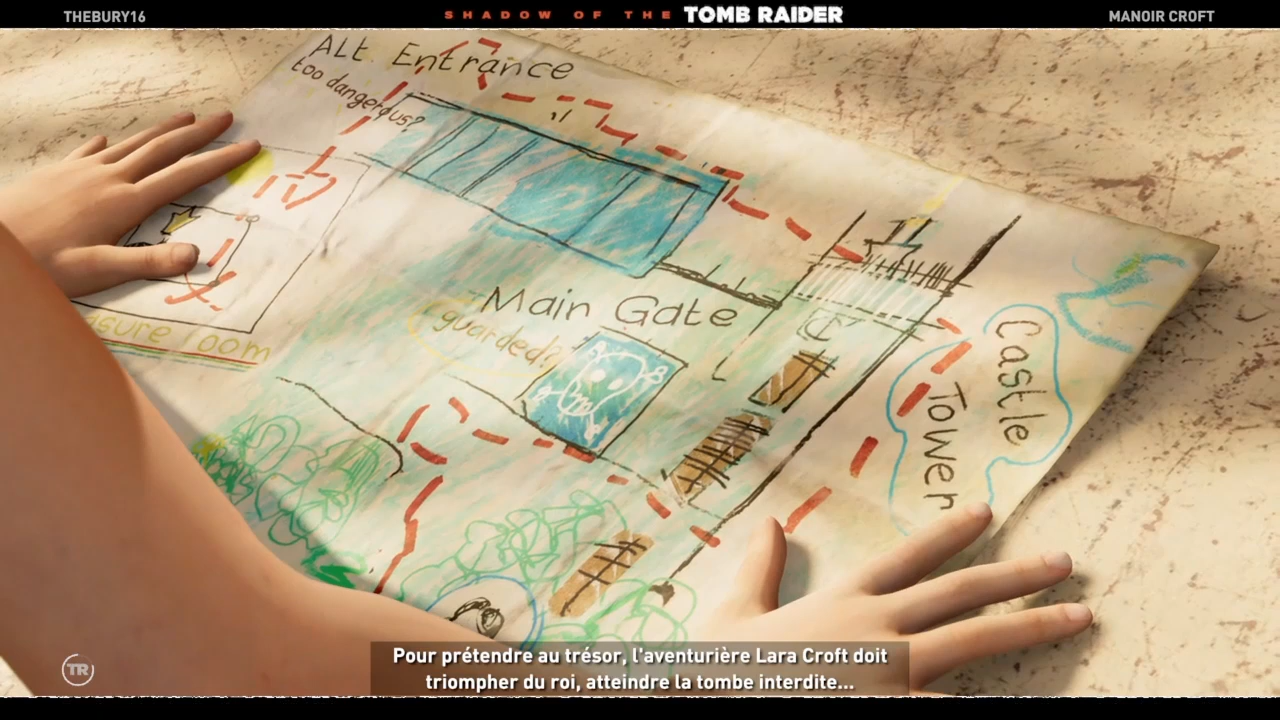 THEBURY16
SHADOW OF THE TOMB RAIDER
MANOIR CROFT
ALt. EntRance
too dangerous?
Main Gate
guarded?
asure room
Castle
Tower
TR
Pour prétendre au trésor, l'aventurière Lara Croft doit
triompher du roi, atteindre la tombe interdite...